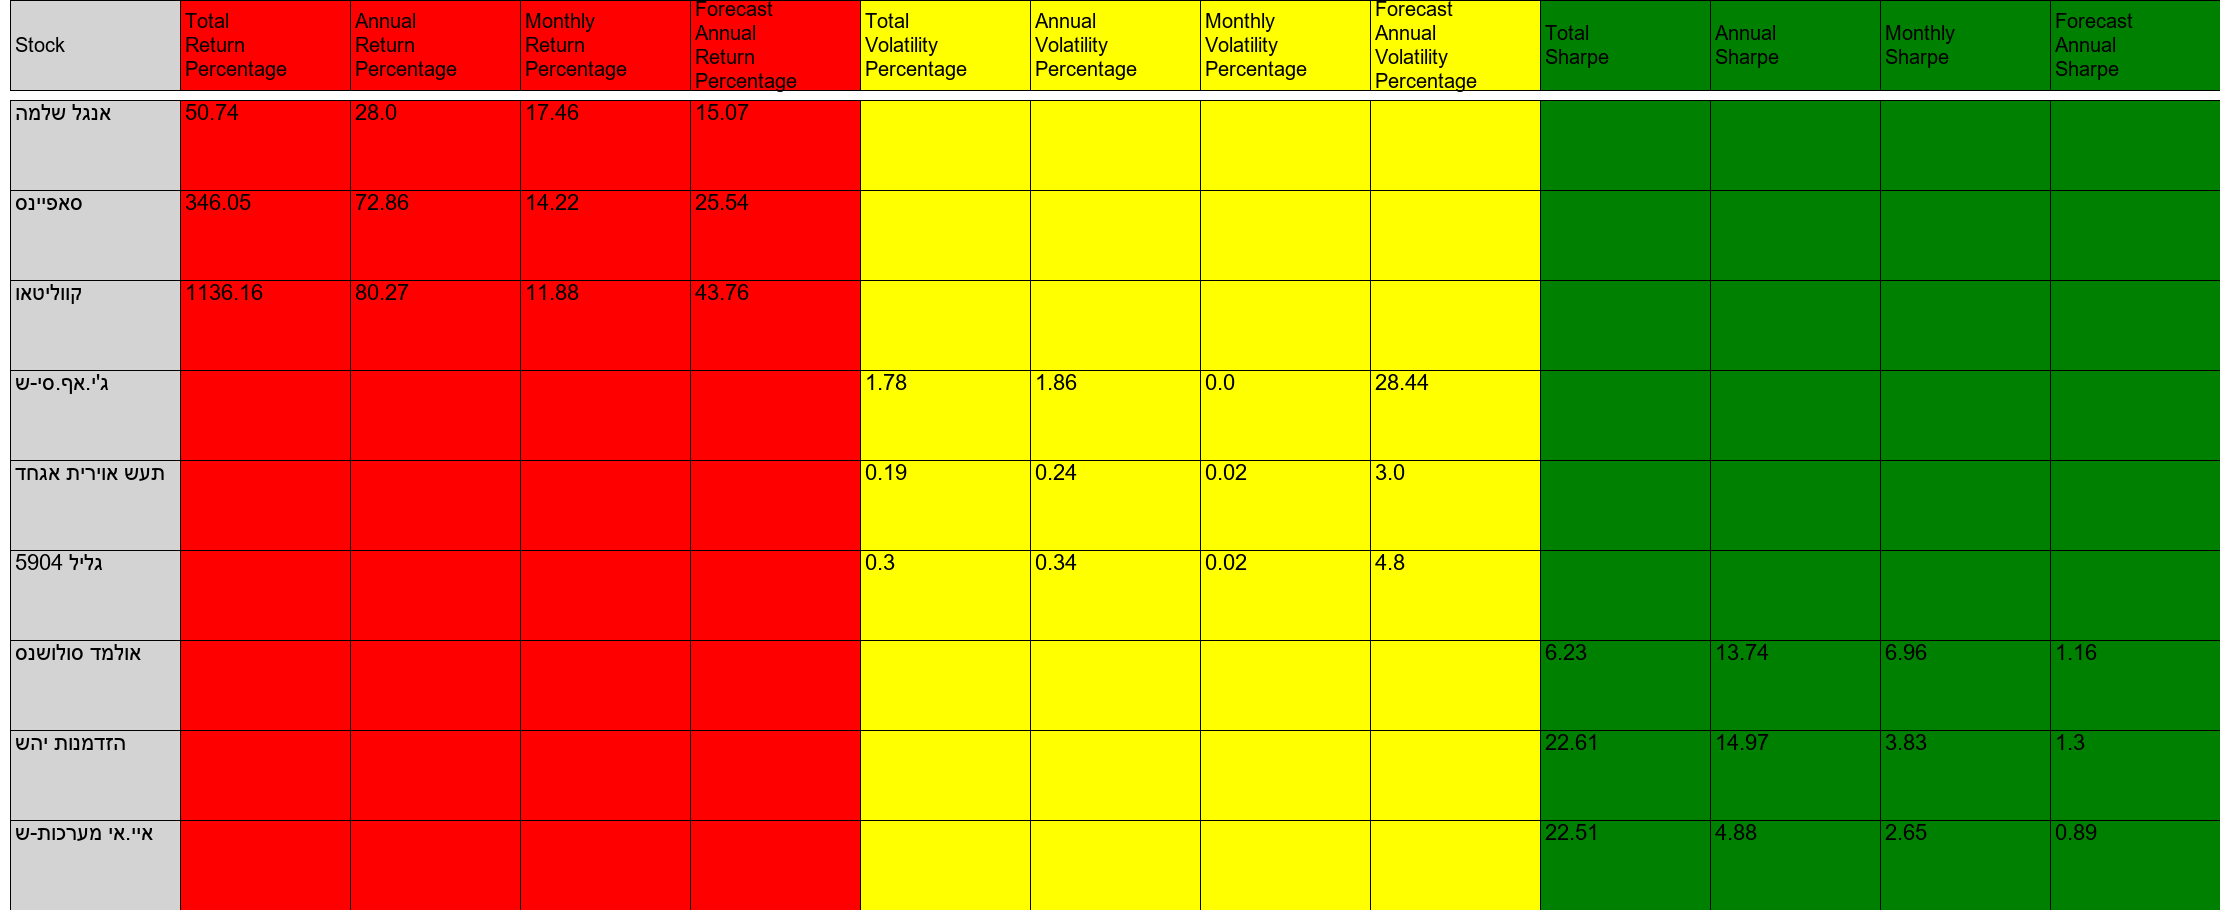 Stock
Total
Return
Percentage
Annual
Return
Percentage
Monthly
Return
Percentage
Forecast
Annual
Return
Percentage
Total
Volatility
Percentage
Annual
Volatility
Percentage
Monthly
Volatility
Percentage
Forecast
Annual
Volatility
Percentage
Total
Sharpe
Annual
Sharpe
Monthly
Sharpe
Forecast
Annual
Sharpe
אנגל שלמה 50.74 28.0 17.46 15.07
סאפיינס 346.05 72.86 14.22 25.54
קווליטאו 1136.16 80.27 11.88 43.76
ג'י.אף.סי-ש 1.78 1.86 0.0 28.44
תעש אוירית אגחד 0.19 0.24 0.02 3.0
גליל 5904 0.3 0.34 0.02 4.8
אולמד סולושנס 6.23 13.74 6.96 1.16
הזדמנות יהש 22.61 14.97 3.83 1.3
איי.אי מערכות-ש 22.51 4.88 2.65 0.89